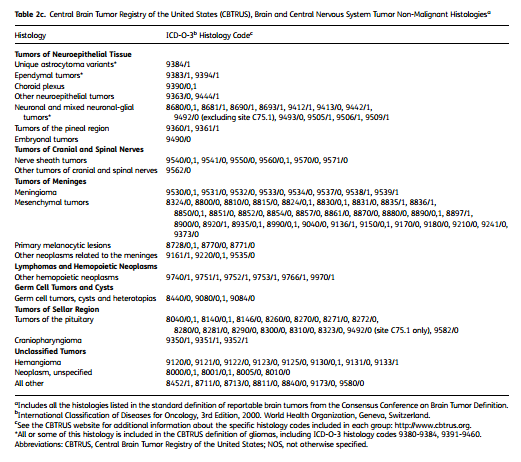 Table 2c. Central Brain Tumor Registry of the United States (CBTRUS), Brain and Central Nervous System Tumor Non-Malignant Histologiesᵃ
Histology ICD-O-3ᵇ Histology Codeᶜ
Tumors of Neuroepithelial Tissue
Unique astrocytoma variants* 9384/1
Ependymal tumors* 9383/1, 9394/1
Choroid plexus 9390/0,1
Other neuroepithelial tumors 9363/0, 9444/1
Neuronal and mixed neuronal-glial 8680/0,1, 8681/1, 8690/1, 8693/1, 9412/1, 9413/0, 9442/1,
tumors* 9492/0 (excluding site C75.1), 9493/0, 9505/1, 9506/1, 9509/1
Tumors of the pineal region 9360/1, 9361/1
Embryonal tumors 9490/0
Tumors of Cranial and Spinal Nerves
Nerve sheath tumors 9540/0,1, 9541/0, 9550/0, 9560/0,1, 9570/0, 9571/0
Other tumors of cranial and spinal nerves 9562/0
Tumors of Meninges
Meningioma 9530/0,1, 9531/0, 9532/0, 9533/0, 9534/0, 9537/0, 9538/1, 9539/1
Mesenchymal tumors 8324/0, 8800/0, 8810/0, 8815/0, 8824/0,1, 8830/0,1, 8831/0, 8835/1, 8836/1,
8850/0,1, 8851/0, 8852/0, 8854/0, 8857/0, 8861/0, 8870/0, 8880/0, 8890/0,1, 8897/1,
8900/0, 8920/1, 8935/0,1, 8990/0,1, 9040/0, 9136/1, 9150/0,1, 9170/0, 9180/0, 9210/0, 9241/0,
9373/0
Primary melanocytic lesions 8728/0,1, 8770/0, 8771/0
Other neoplasms related to the meninges 9161/1, 9220/0,1, 9535/0
Lymphomas and Hemopoietic Neoplasms
Other hemopoietic neoplasms 9740/1, 9751/1, 9752/1, 9753/1, 9766/1, 9970/1
Germ Cell Tumors and Cysts
Germ cell tumors, cysts and heterotopias 8440/0, 9080/0,1, 9084/0
Tumors of Sellar Region
Tumors of the pituitary 8040/0,1, 8140/0,1, 8146/0, 8260/0, 8270/0, 8271/0, 8272/0,
8280/0, 8281/0, 8290/0, 8300/0, 8310/0, 8323/0, 9492/0 (site C75.1 only), 9582/0
Craniopharyngioma 9350/1, 9351/1, 9352/1
Unclassified Tumors
Hemangioma 9120/0, 9121/0, 9122/0, 9123/0, 9125/0, 9130/0,1, 9131/0, 9133/1
Neoplasm, unspecified 8000/0,1, 8001/0,1, 8005/0, 8010/0
All other 8452/1, 8711/0, 8713/0, 8811/0, 8840/0, 9173/0, 9580/0
ᵃIncludes all the histologies listed in the standard definition of reportable brain tumors from the Consensus Conference on Brain Tumor Definition.
ᵇInternational Classification of Diseases for Oncology, 3rd Edition, 2000. World Health Organization, Geneva, Switzerland.
ᶜSee the CBTRUS website for additional information about the specific histology codes included in each group: http://www.cbtrus.org.
*All or some of this histology is included in the CBTRUS definition of gliomas, including ICD-O-3 histology codes 9380-9384, 9391-9460.
Abbreviations: CBTRUS, Central Brain Tumor Registry of the United States; NOS, not otherwise specified.